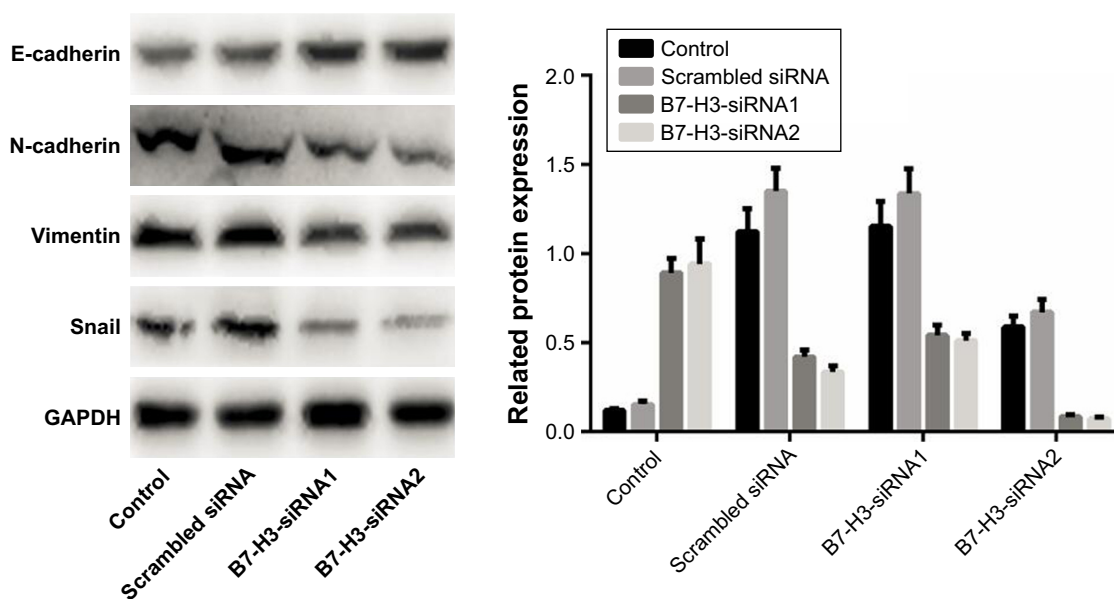 E-cadherin
N-cadherin
Vimentin
Snail
GAPDH
Control
Scrambled siRNA
B7-H3-siRNA1
B7-H3-siRNA2
Control
Scrambled siRNA
B7-H3-siRNA1
B7-H3-siRNA2
Related protein expression
2.0
1.5
1.0
0.5
0.0
Control
Scrambled siRNA
B7-H3-siRNA1
B7-H3-siRNA2